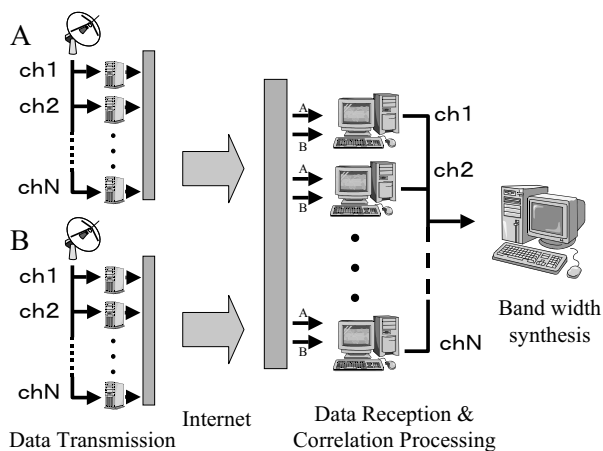 A
ch1
ch2
chN
B
ch1
ch2
chN
Data Transmission
Internet
A
B
ch1
A
B
ch2
A
B
chN
Data Reception &
Correlation Processing
Band width
synthesis